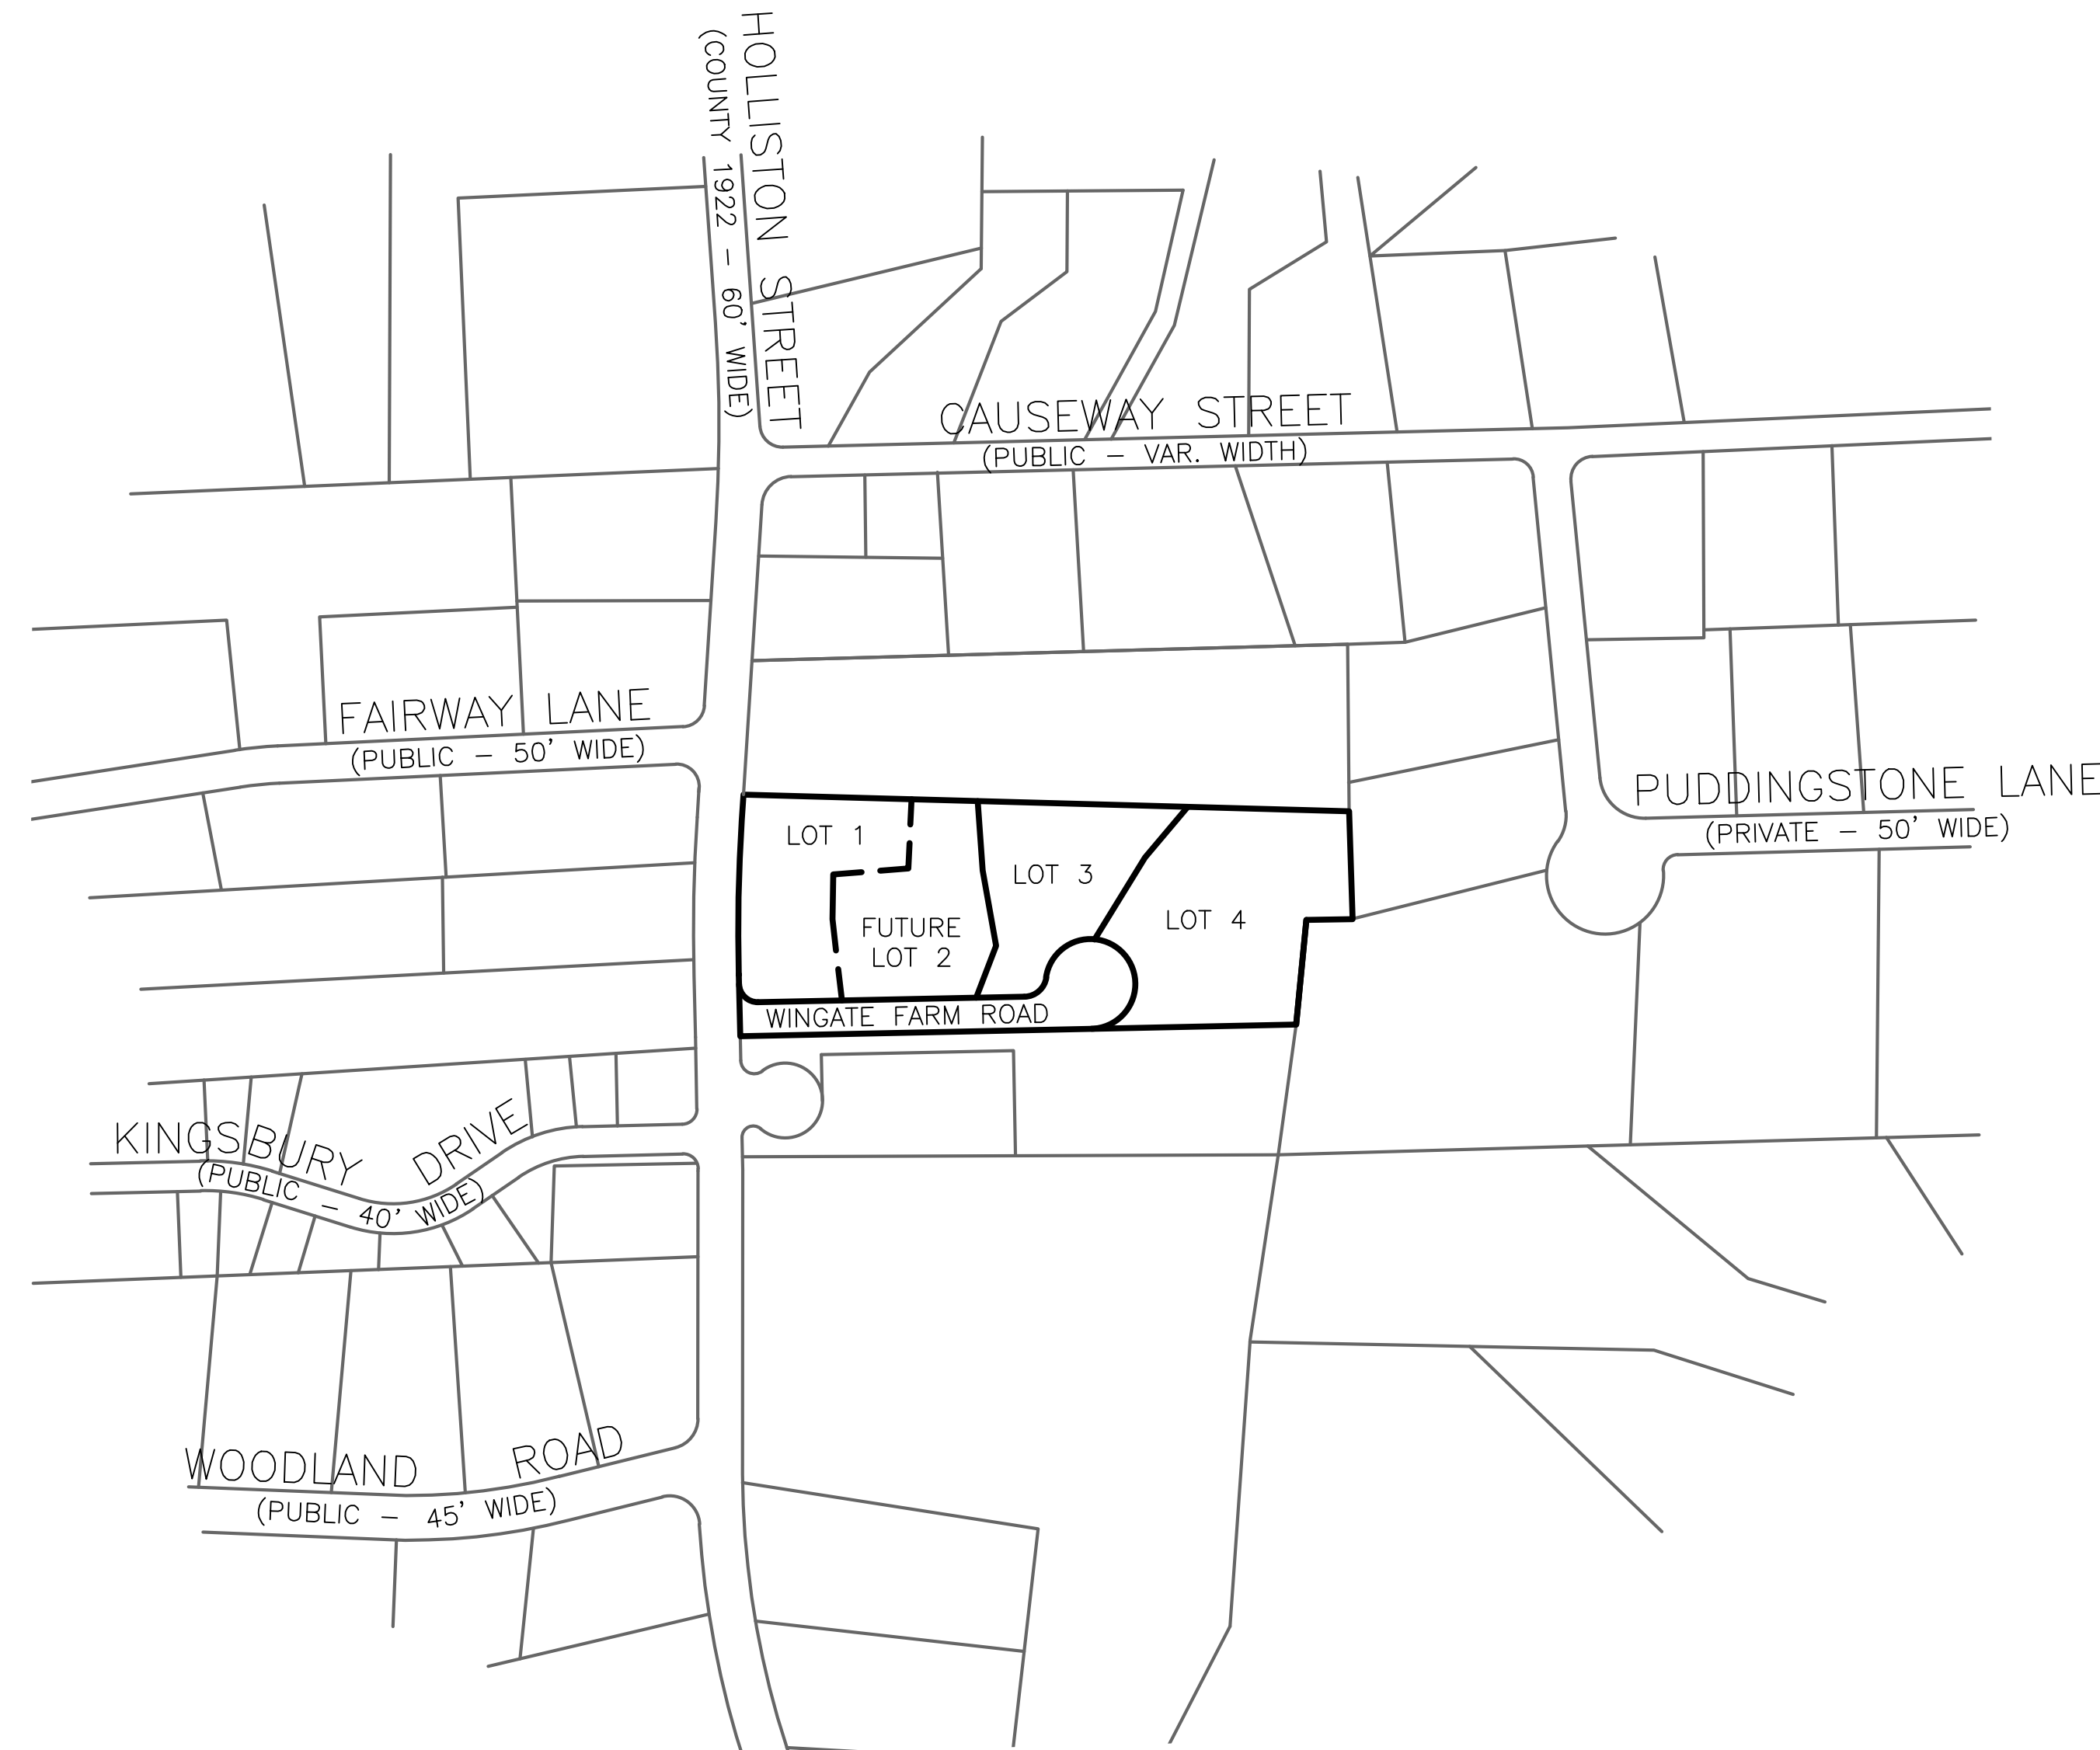 HOLLISTON STREET
(COUNTY 1922 - 60' WIDE)
CAUSEWAY STREET
(PUBLIC - VAR. WIDTH)
FAIRWAY LANE
(PUBLIC - 50' WIDE)
PUDDINGSTONE LANE
(PRIVATE - 50' WIDE)
LOT 1
LOT 3
LOT 4
FUTURE
LOT 2
WINGATE FARM ROAD
KINGSBURY DRIVE
(PUBLIC - 40' WIDE)
WOODLAND ROAD
(PUBLIC - 45' WIDE)